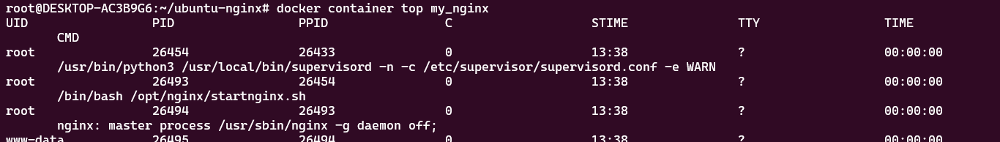 root@DESKTOP-AC3B9G6:~/ubuntu-nginx# docker container top my_nginx
UID PID PPID C STIME TTY TIME
CMD
root 26454 26433 0 13:38 ? 00:00:00
/usr/bin/python3 /usr/local/bin/supervisord -n -c /etc/supervisor/supervisord.conf -e WARN
root 26493 26454 0 13:38 ? 00:00:00
/bin/bash /opt/nginx/startnginx.sh
root 26494 26493 0 13:38 ? 00:00:00
nginx: master process /usr/sbin/nginx -g daemon off;
www-data 26495 26494 0 13:38 ? 00:00:00